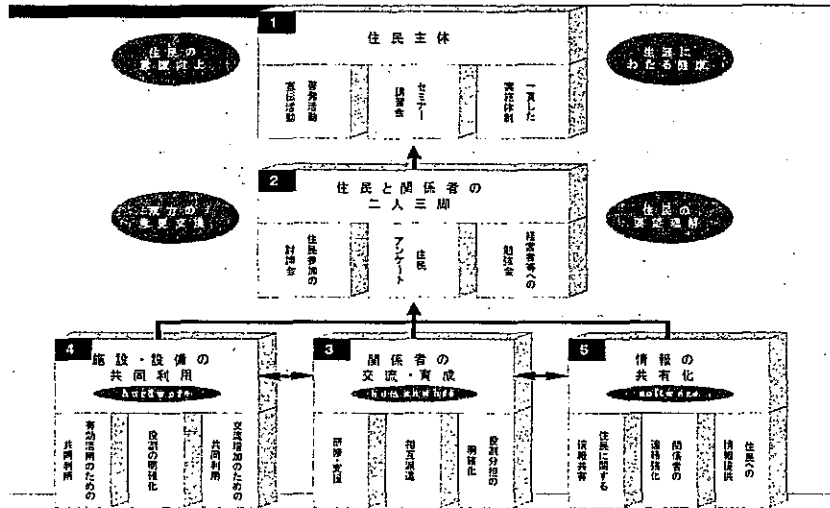 1
住民主体
住民の
意識向上
生涯に
わたる健康
啓発活動
宣伝活動
セミナー
講習会
一貫した
実施体制
2
住民と関係者の
二人三脚
双方の
意見交換
住民の
要望理解
住民参加の
討論会
住民
アンケート
経営者等への
勉強会
4
施設・設備の
共同利用
hardware
有効活用のための
共同利用
役割の明確化
交流増加のための
共同利用
3
関係者の
交流・育成
humanware
研修・実習
相互派遣
役割分担の
明確化
5
情報の
共有化
software
住民に関する
情報共有
関係者の
連絡強化
住民への
情報提供